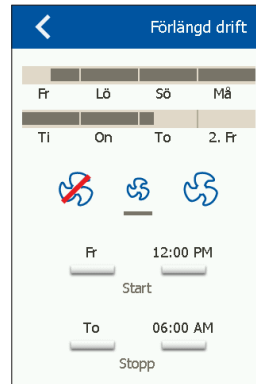 Förlängd drift
Fr Lö Sö Må
Ti On To 2. Fr
Fr 12:00 PM
Start
To 06:00 AM
Stopp